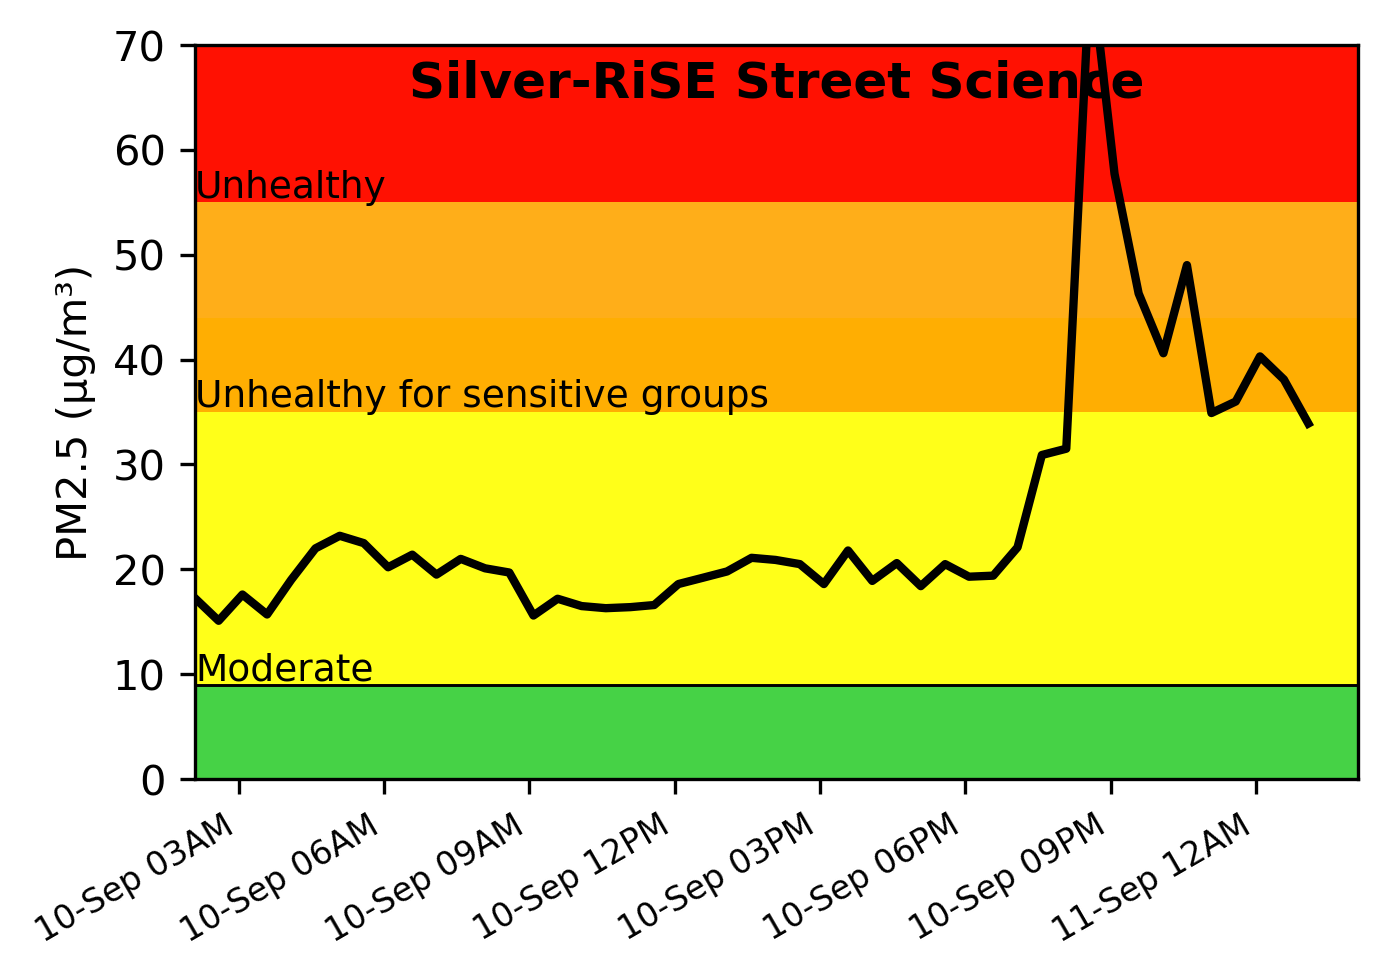 Silver-RiSE Street Science
70
60
Unhealthy
50
40
Unhealthy for sensitive groups
30
20
10
Moderate
0
PM2.5 (µg/m³)
10-Sep 03AM
10-Sep 06AM
10-Sep 09AM
10-Sep 12PM
10-Sep 03PM
10-Sep 06PM
10-Sep 09PM
11-Sep 12AM